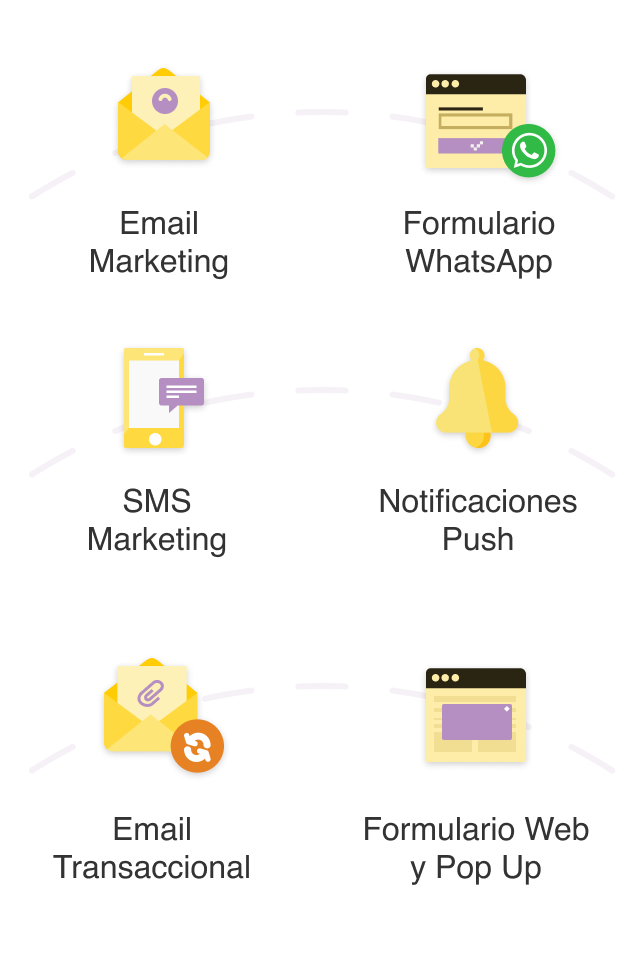 Email
Marketing
Formulario
WhatsApp
SMS
Marketing
Notificaciones
Push
Email
Transaccional
Formulario Web
y Pop Up